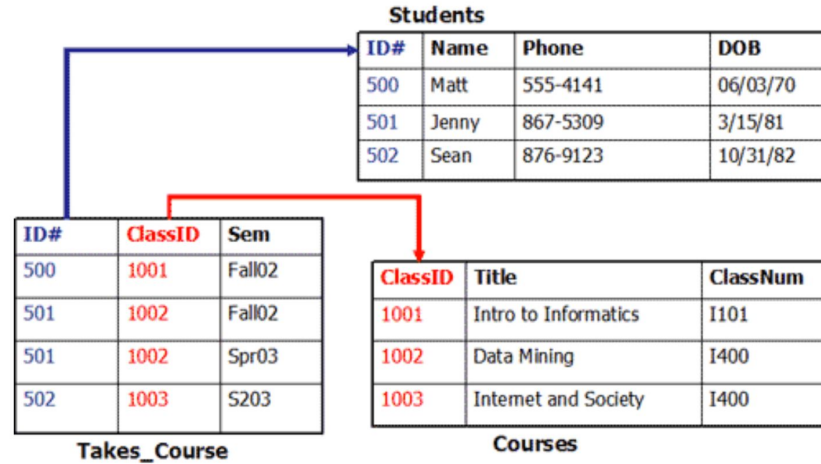 Students
ID# Name Phone DOB
500 Matt 555-4141 06/03/70
501 Jenny 867-5309 3/15/81
502 Sean 876-9123 10/31/82
ID# ClassID Sem
500 1001 Fall02
501 1002 Fall02
501 1002 Spr03
502 1003 S203
Takes_Course
ClassID Title ClassNum
1001 Intro to Informatics I101
1002 Data Mining I400
1003 Internet and Society I400
Courses